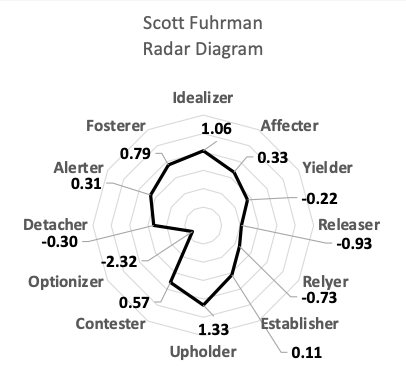 Scott Fuhrman
Radar Diagram
Idealizer
1.06
Fosterer
Affecter
0.79
0.33
Alerter
Yielder
0.31
-0.22
Detacher
Releaser
-0.30
-0.93
-2.32
Optionizer
Relyer
0.57
-0.73
Contester
1.33
Establisher
Upholder
0.11